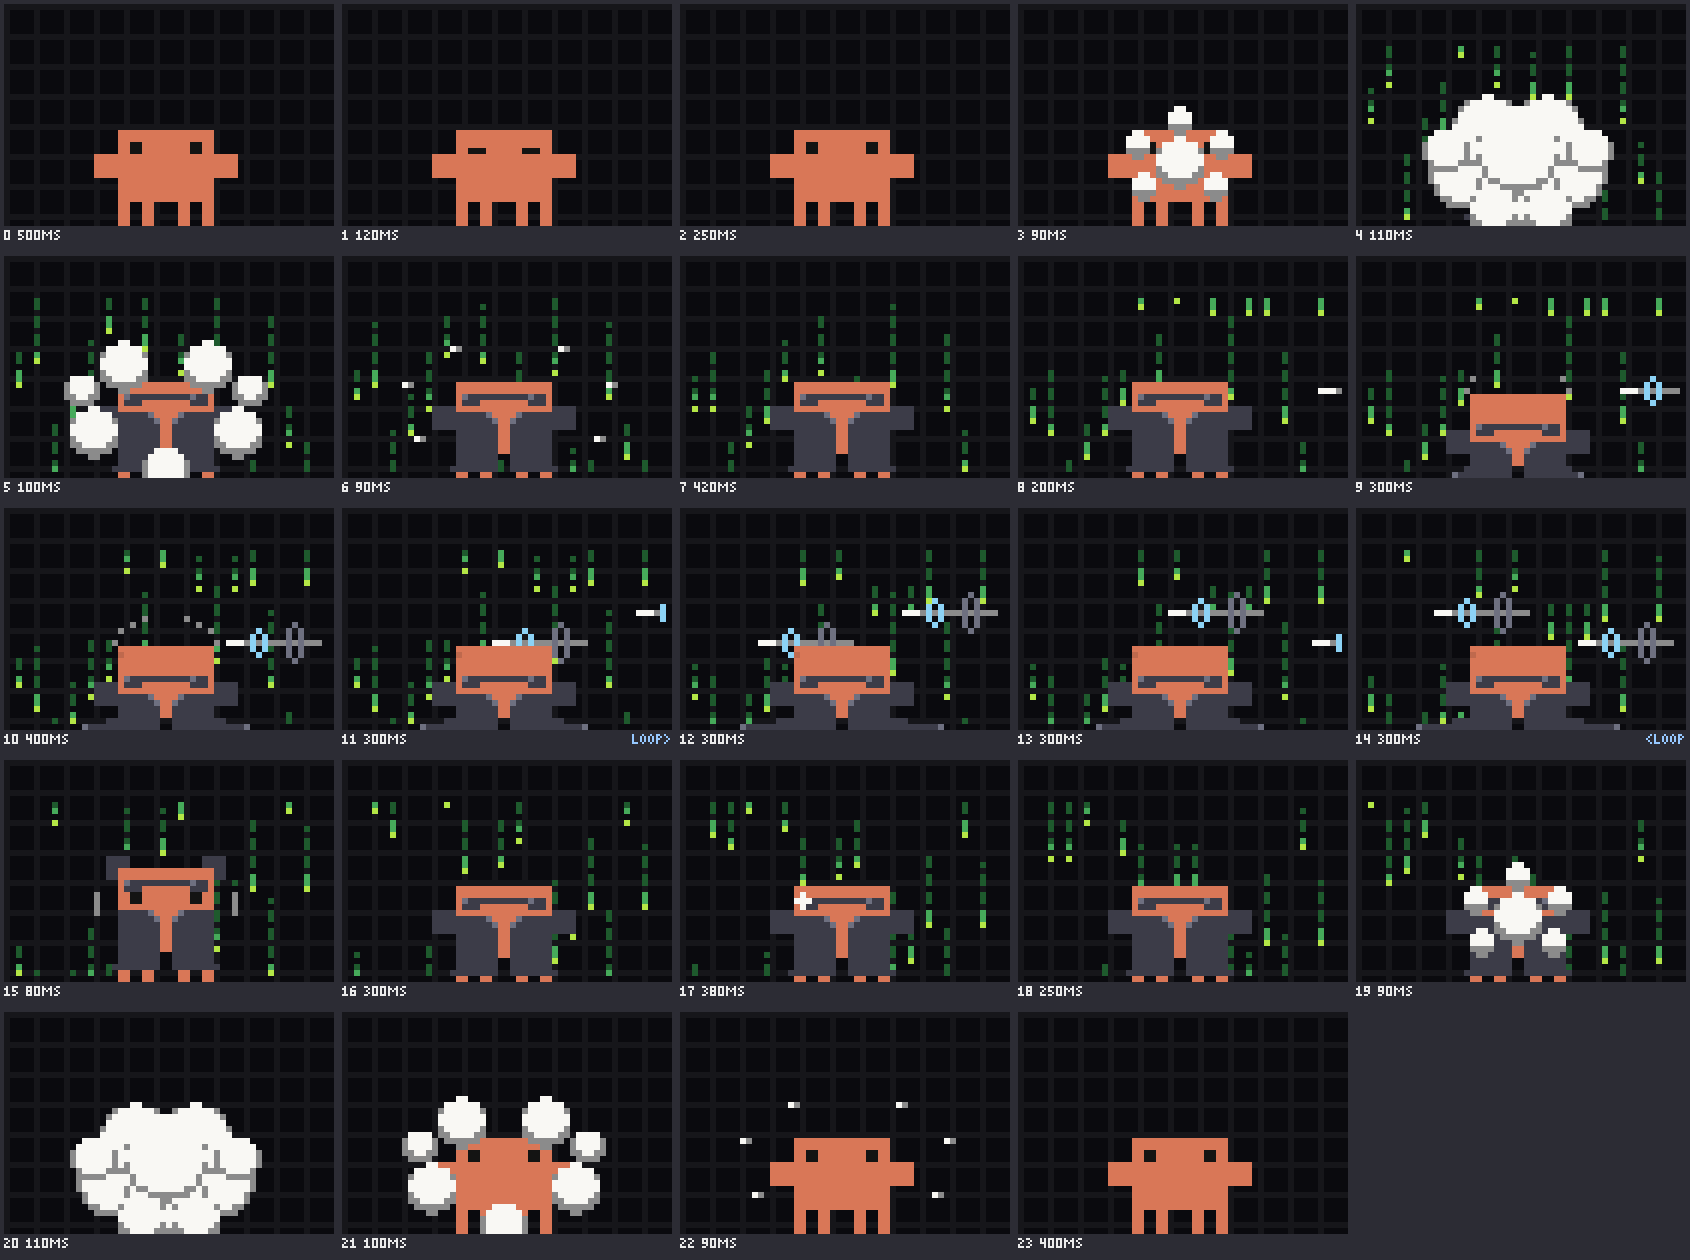 0 500MS
1 120MS
2 250MS
3 90MS
4 110MS
5 100MS
6 90MS
7 420MS
8 200MS
9 300MS
10 400MS
11 300MS LOOP>
12 300MS
13 300MS
14 300MS <LOOP
15 80MS
16 300MS
17 380MS
18 250MS
19 90MS
20 110MS
21 100MS
22 90MS
23 400MS